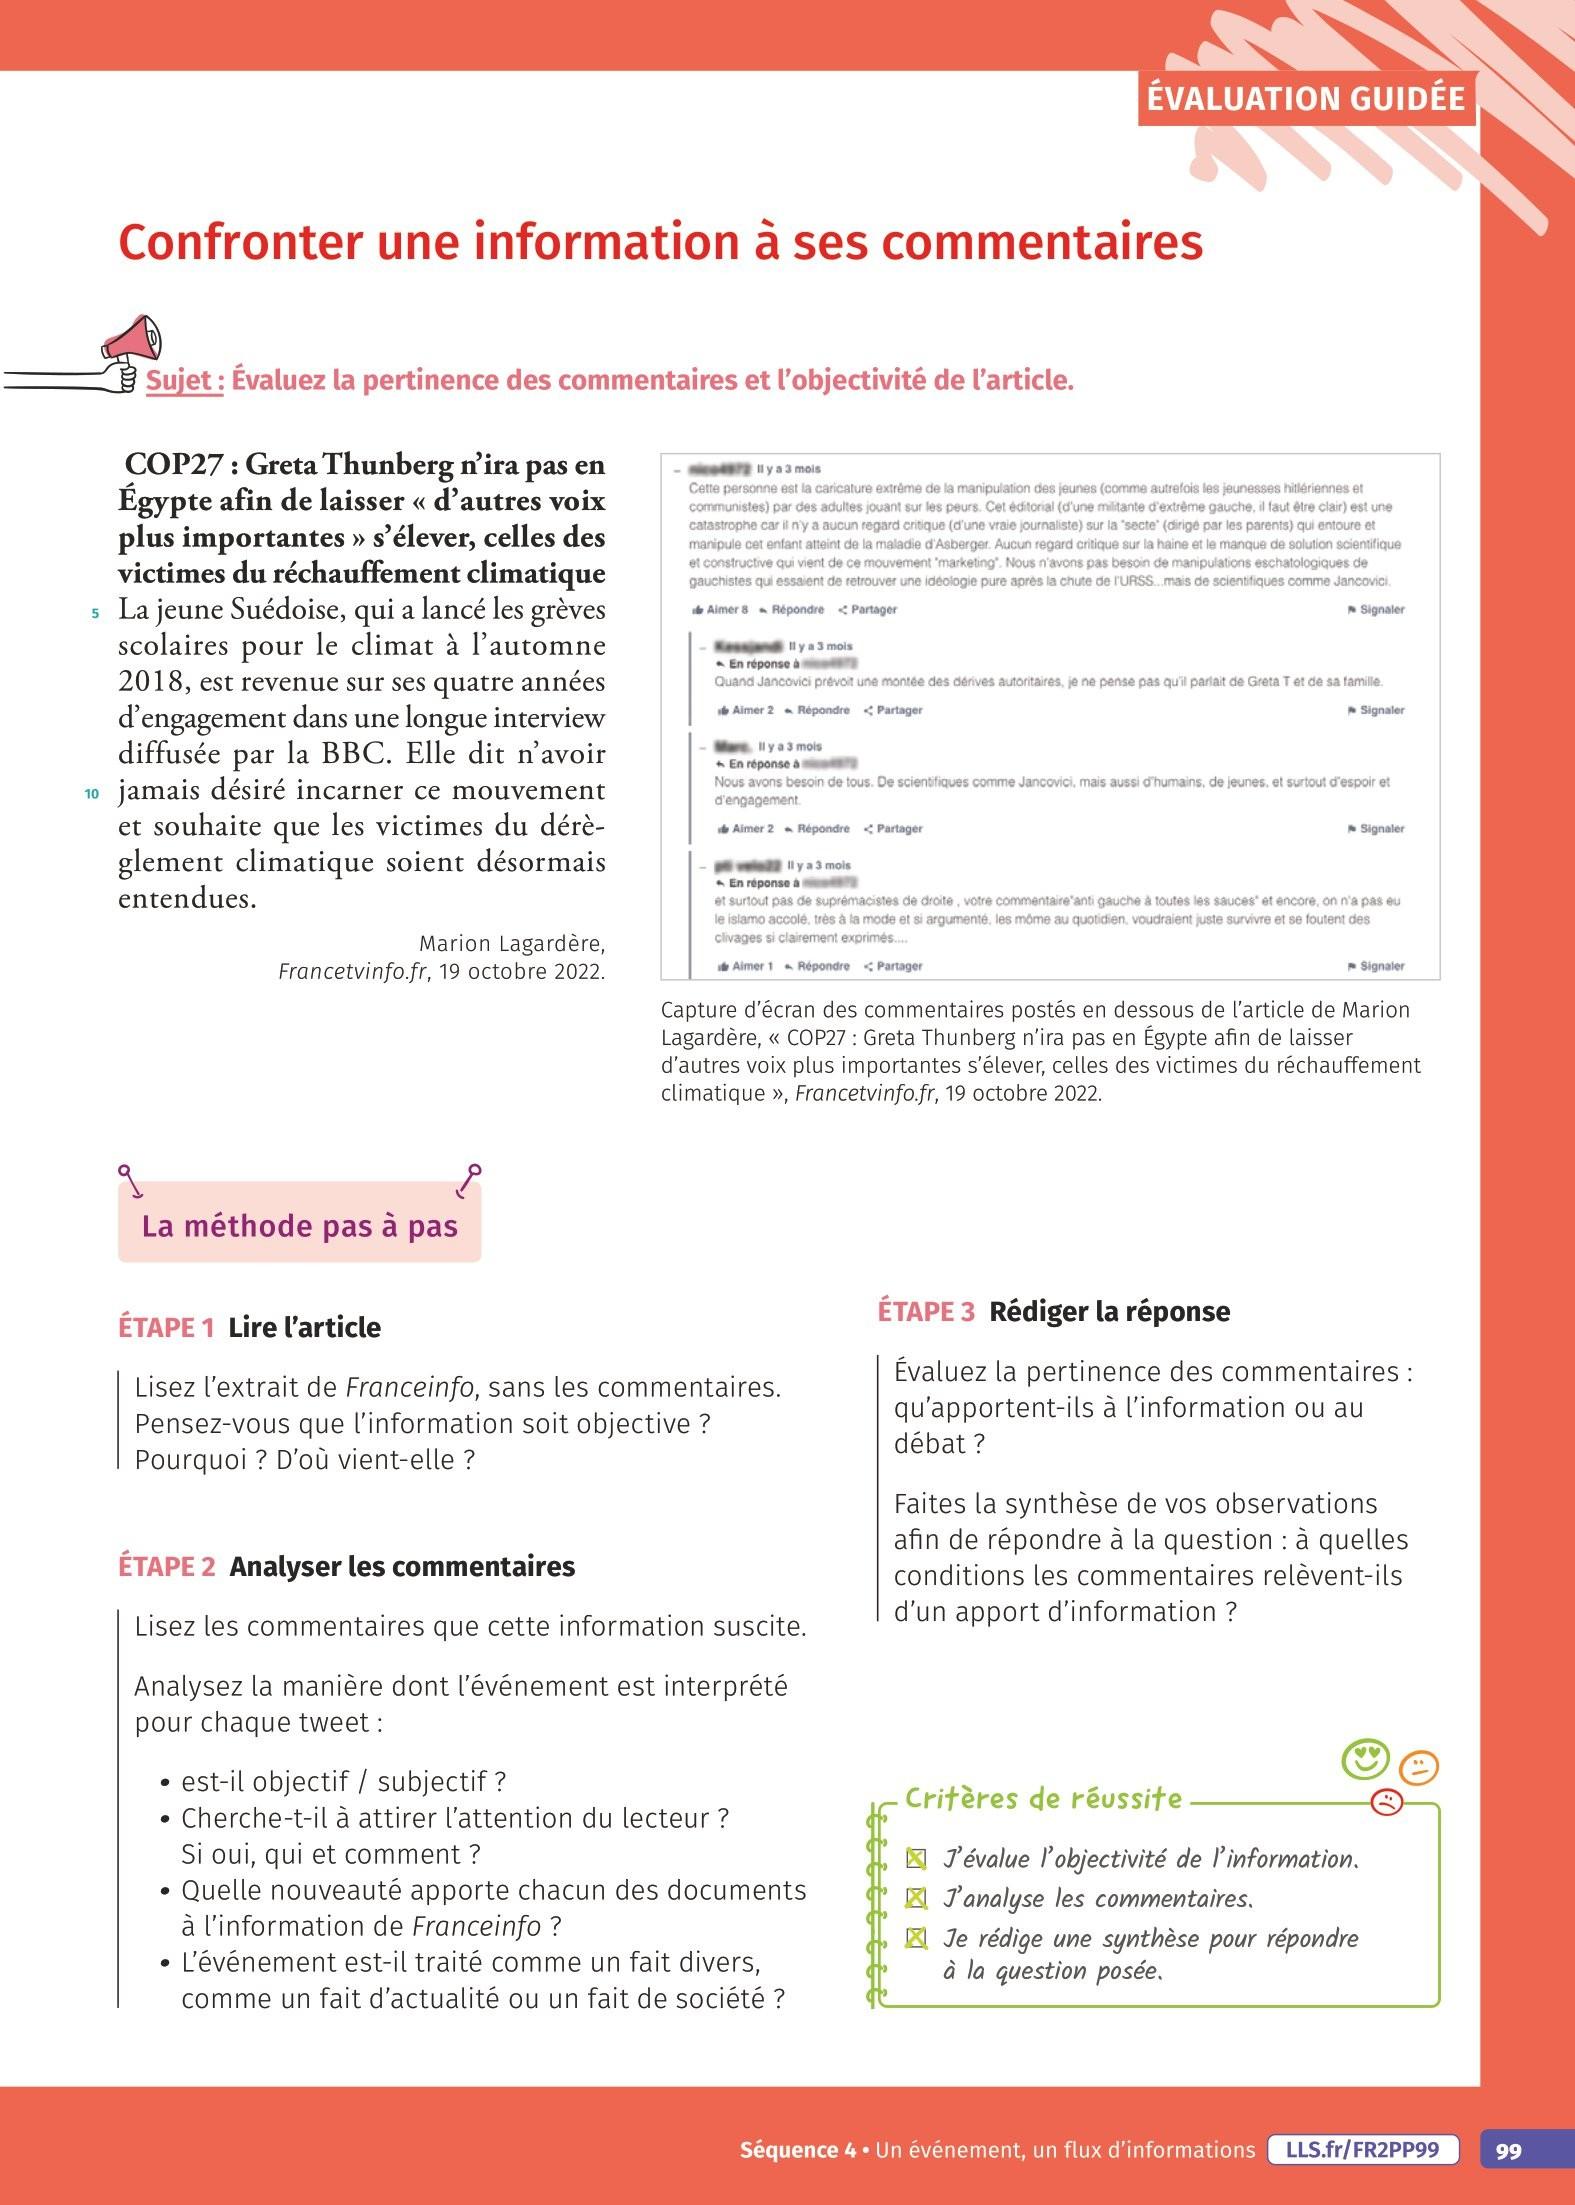 ÉVALUATION GUIDÉE
Confronter une information à ses commentaires
Sujet : Évaluez la pertinence des commentaires et l'objectivité de l'article.
COP27 : Greta Thunberg n'ira pas en
Égypte afin de laisser « d'autres voix
plus importantes » s'élever, celles des
victimes du réchauffement climatique
5 La jeune Suédoise, qui a lancé les grèves
scolaires pour le climat à l'automne
2018, est revenue sur ses quatre années
d'engagement dans une longue interview
diffusée par la BBC. Elle dit n'avoir
10 jamais désiré incarner ce mouvement
et souhaite que les victimes du dérè-
glement climatique soient désormais
entendues.
Marion Lagardère,
Francetvinfo.fr, 19 octobre 2022.
– Il y a 3 mois
Cette personne est la caricature extrême de la manipulation des jeunes (comme autrefois les jeunesses hitlériennes et
communistes) par des adultes jouant sur les peurs. Cet éditorial (d'une militante d'extrême gauche, il faut être clair) est une
catastrophe car il n'y a aucun regard critique (d'une vraie journaliste) sur la "secte" (dirigé par les parents) qui entoure et
manipule cet enfant atteint de la maladie d'Asberger. Aucun regard critique sur la haine et le manque de solution scientifique
et constructive qui vient de ce mouvement "marketing". Nous n'avons pas besoin de manipulations eschatologiques de
gauchistes qui essaient de retrouver une idéologie pure après la chute de l'URSS...mais de scientifiques comme Jancovici.
Aimer 8 Répondre Partager Signaler
– Il y a 3 mois
En réponse à
Quand Jancovici prévoit une montée des dérives autoritaires, je ne pense pas qu'il parlait de Greta T et de sa famille.
Aimer 2 Répondre Partager Signaler
– Marc. Il y a 3 mois
En réponse à
Nous avons besoin de tous. De scientifiques comme Jancovici, mais aussi d'humains, de jeunes, et surtout d'espoir et
d'engagement.
Aimer 2 Répondre Partager Signaler
– Il y a 3 mois
En réponse à
et surtout pas de suprémacistes de droite , votre commentaire"anti gauche à toutes les sauces" et encore, on n'a pas eu
le islamo accolé, très à la mode et si argumenté, les môme au quotidien, voudraient juste survivre et se foutent des
clivages si clairement exprimés....
Aimer 1 Répondre Partager Signaler
Capture d'écran des commentaires postés en dessous de l'article de Marion
Lagardère, « COP27 : Greta Thunberg n'ira pas en Égypte afin de laisser
d'autres voix plus importantes s'élever, celles des victimes du réchauffement
climatique », Francetvinfo.fr, 19 octobre 2022.
La méthode pas à pas
ÉTAPE 1 Lire l'article
Lisez l'extrait de Franceinfo, sans les commentaires.
Pensez-vous que l'information soit objective ?
Pourquoi ? D'où vient-elle ?
ÉTAPE 2 Analyser les commentaires
Lisez les commentaires que cette information suscite.
Analysez la manière dont l'événement est interprété
pour chaque tweet :
• est-il objectif / subjectif ?
• Cherche-t-il à attirer l'attention du lecteur ?
Si oui, qui et comment ?
• Quelle nouveauté apporte chacun des documents
à l'information de Franceinfo ?
• L'événement est-il traité comme un fait divers,
comme un fait d'actualité ou un fait de société ?
ÉTAPE 3 Rédiger la réponse
Évaluez la pertinence des commentaires :
qu'apportent-ils à l'information ou au
débat ?
Faites la synthèse de vos observations
afin de répondre à la question : à quelles
conditions les commentaires relèvent-ils
d'un apport d'information ?
Critères de réussite
J'évalue l'objectivité de l'information.
J'analyse les commentaires.
Je rédige une synthèse pour répondre
à la question posée.
Séquence 4 • Un événement, un flux d'informations LLS.fr/FR2PP99 99